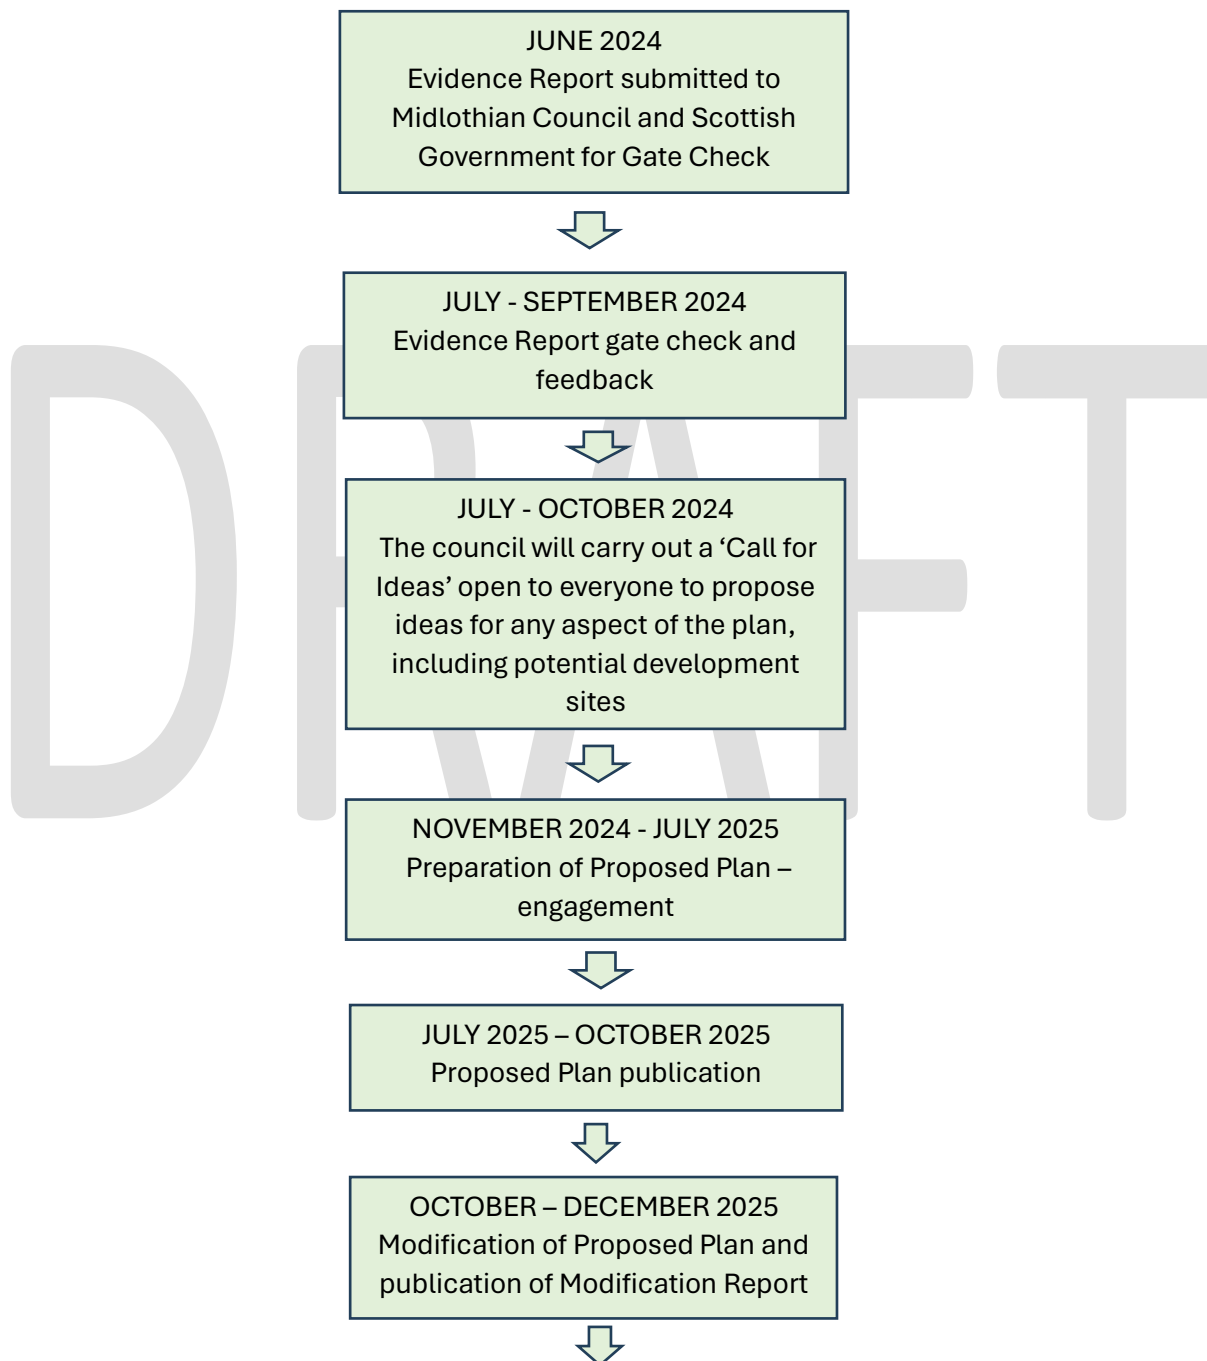 JUNE 2024
Evidence Report submitted to
Midlothian Council and Scottish
Government for Gate Check
JULY - SEPTEMBER 2024
Evidence Report gate check and
feedback
JULY - OCTOBER 2024
The council will carry out a ‘Call for
Ideas’ open to everyone to propose
ideas for any aspect of the plan,
including potential development
sites
NOVEMBER 2024 - JULY 2025
Preparation of Proposed Plan –
engagement
JULY 2025 – OCTOBER 2025
Proposed Plan publication
OCTOBER – DECEMBER 2025
Modification of Proposed Plan and
publication of Modification Report
DRAFT